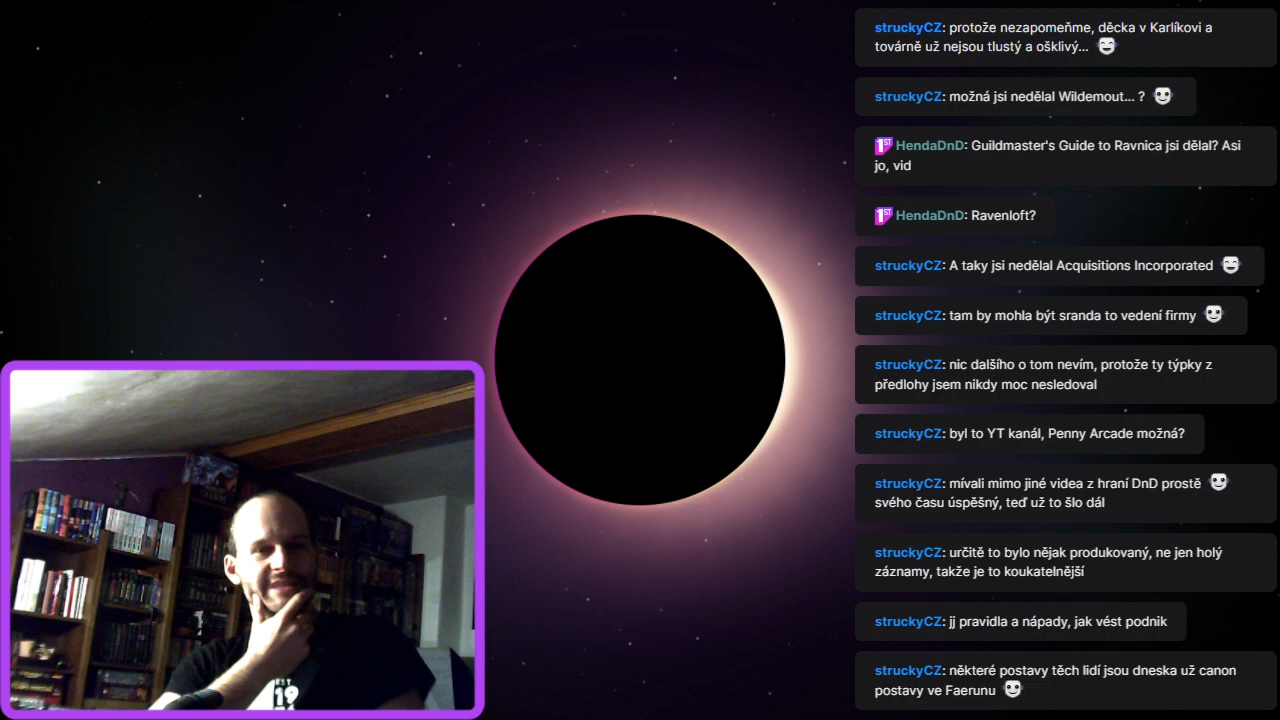 struckyCZ: protože nezapomeňme, děcka v Karlíkovi a
továrně už nejsou tlustý a ošklivý...
struckyCZ: možná jsi nedělal Wildemout... ?
1ST HendaDnD: Guildmaster's Guide to Ravnica jsi dělal? Asi
jo, vid
1ST HendaDnD: Ravenloft?
struckyCZ: A taky jsi nedělal Acquisitions Incorporated
struckyCZ: tam by mohla být sranda to vedení firmy
struckyCZ: nic dalšího o tom nevím, protože ty týpky z
předlohy jsem nikdy moc nesledoval
struckyCZ: byl to YT kanál, Penny Arcade možná?
struckyCZ: mívali mimo jiné videa z hraní DnD prostě
svého času úspěšný, teď už to šlo dál
struckyCZ: určitě to bylo nějak produkovaný, ne jen holý
záznamy, takže je to koukatelnější
struckyCZ: jj pravidla a nápady, jak vést podnik
struckyCZ: některé postavy těch lidí jsou dneska už canon
postavy ve Faerunu
19